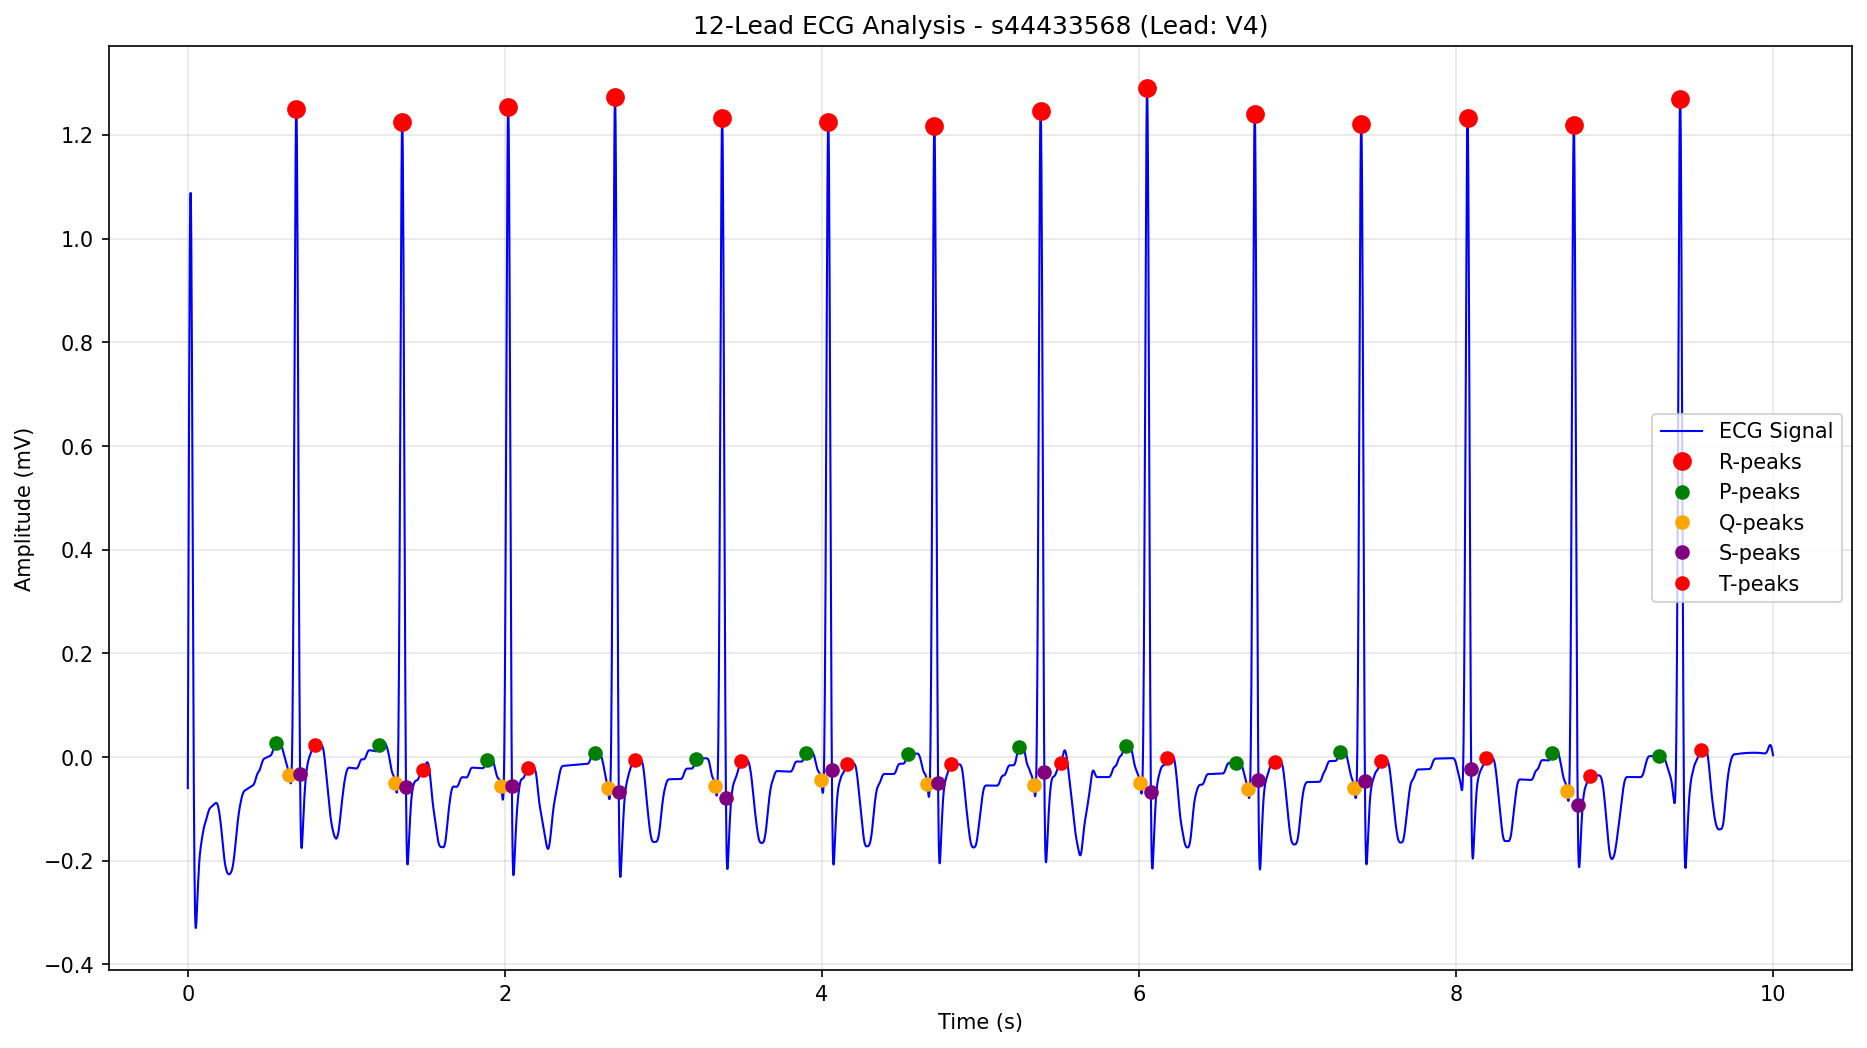 12-Lead ECG Analysis - s44433568 (Lead: V4)
Amplitude (mV)
1.2
1.0
0.8
0.6
0.4
0.2
0.0
−0.2
−0.4
ECG Signal
R-peaks
P-peaks
Q-peaks
S-peaks
T-peaks
0 2 4 6 8 10
Time (s)